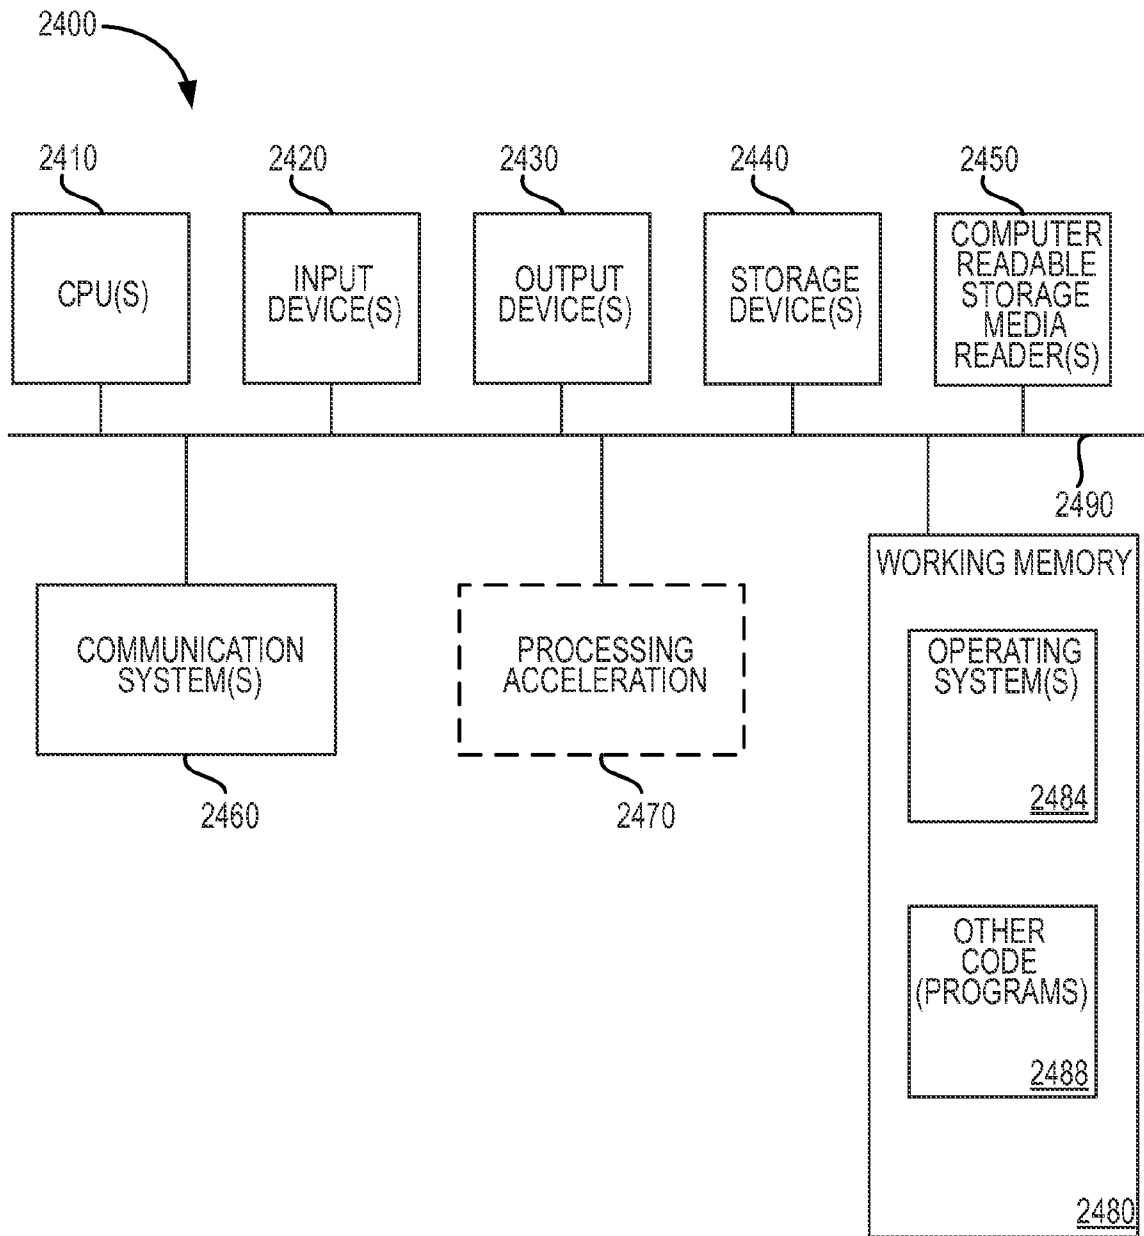 2400
2410
2420
2430
2440
2450
CPU(S)
INPUT
DEVICE(S)
OUTPUT
DEVICE(S)
STORAGE
DEVICE(S)
COMPUTER
READABLE
STORAGE
MEDIA
READER(S)
2490
COMMUNICATION
SYSTEM(S)
2460
PROCESSING
ACCELERATION
2470
WORKING MEMORY
OPERATING
SYSTEM(S)
2484
OTHER
CODE
(PROGRAMS)
2488
2480